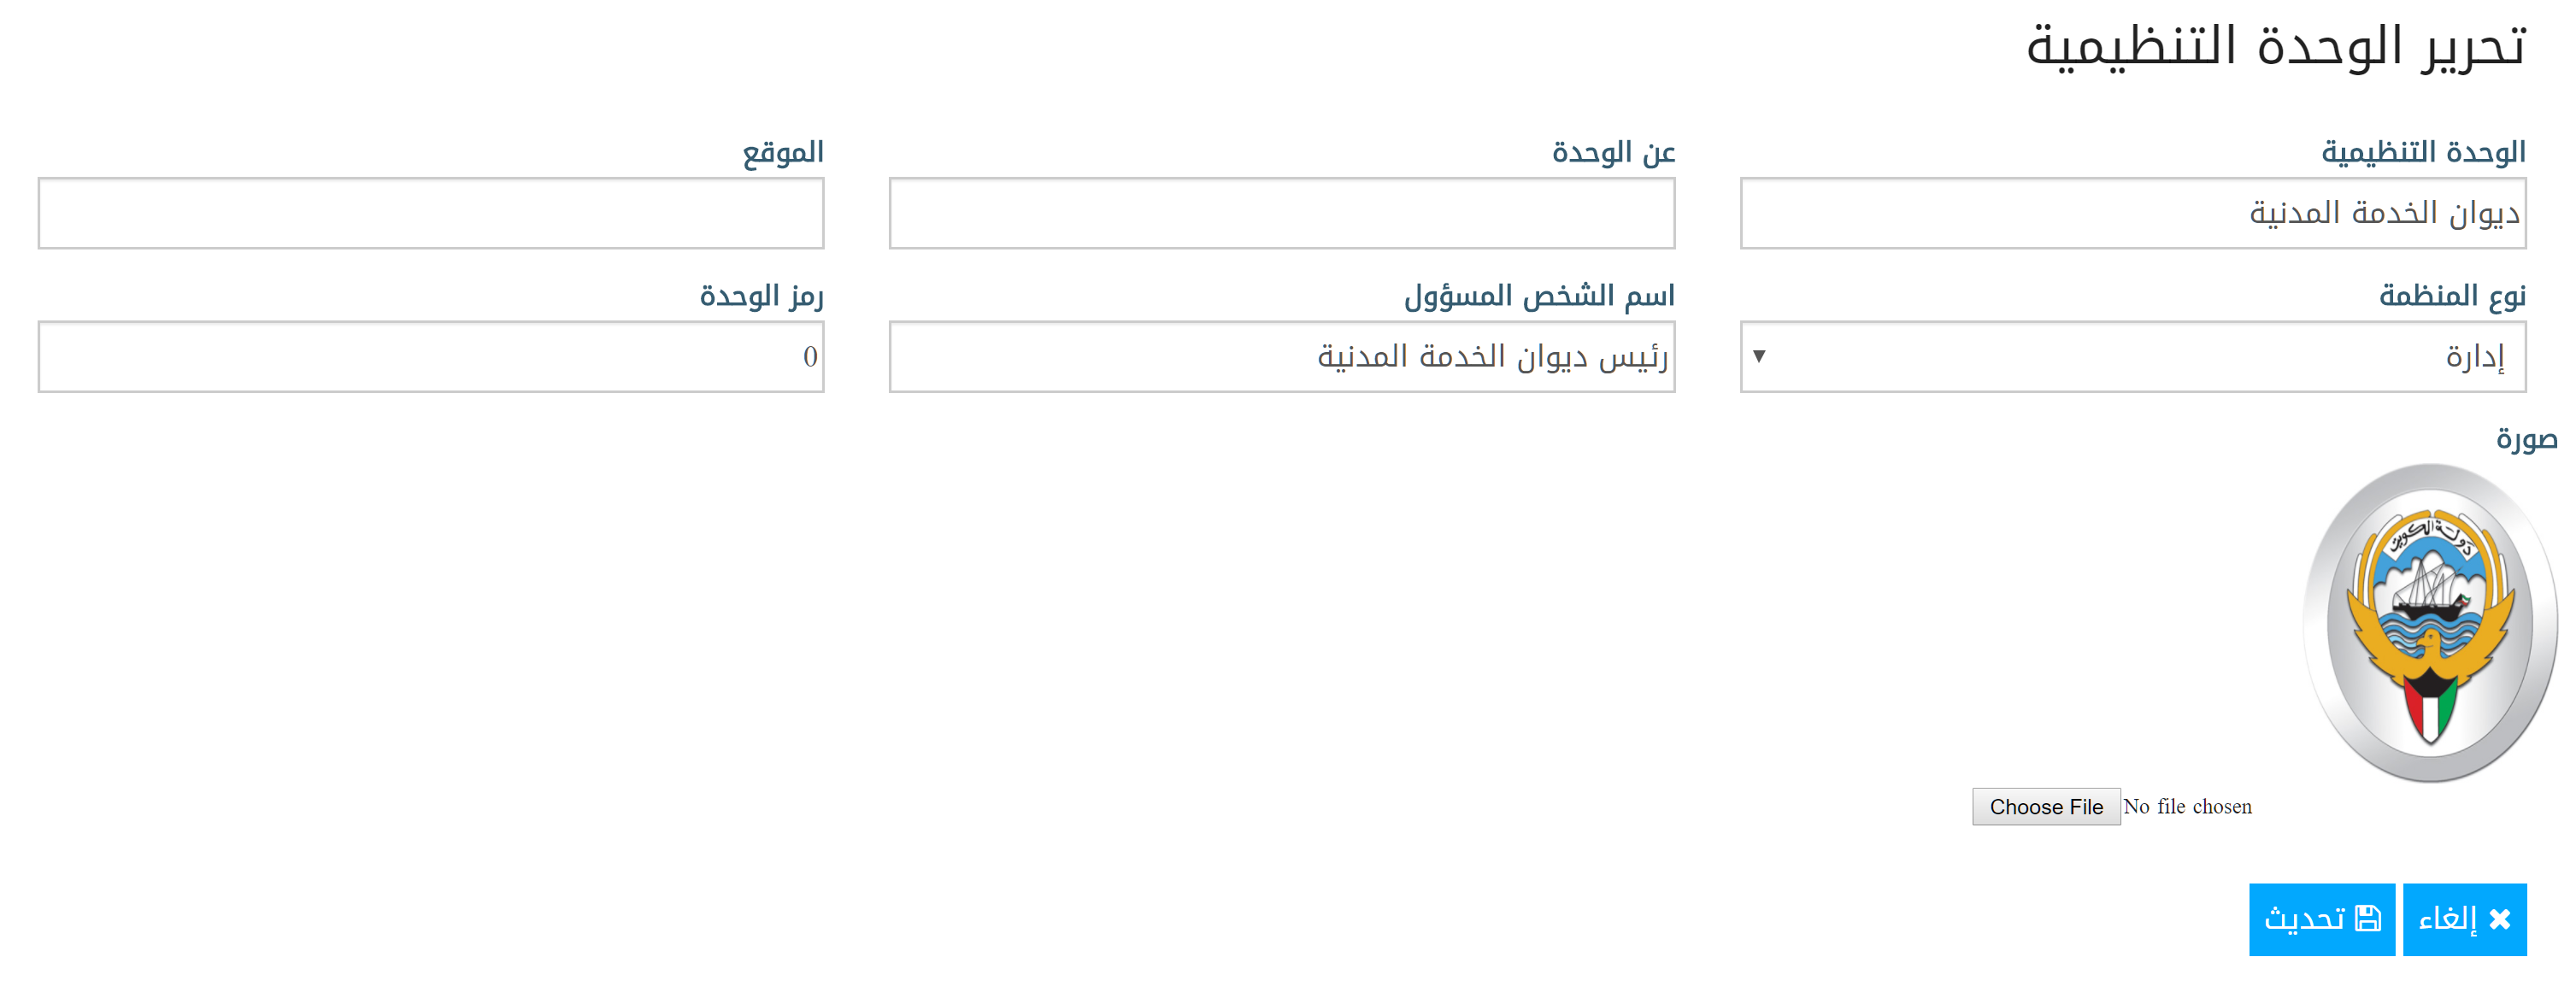 تحرير الوحدة التنظيمية
الوحدة التنظيمية
عن الوحدة
الموقع
ديوان الخدمة المدنية
نوع المنظمة
اسم الشخص المسؤول
رمز الوحدة
إدارة
رئيس ديوان الخدمة المدنية
0
صورة
دولة الكويت
Choose File No file chosen
إلغاء
تحديث